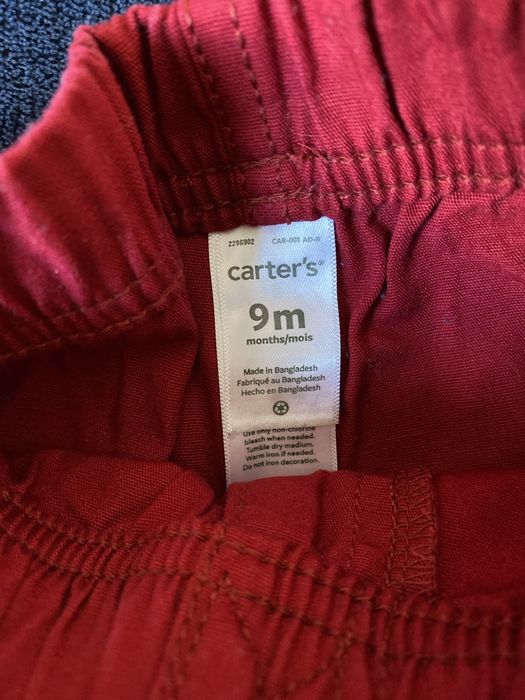 229G902 CAR-001 AD-R
carter's®
9m
months/mois
Made in Bangladesh
Fabriqué au Bangladesh
Hecho en Bangladesh
Use only non-chlorine
bleach when needed.
Tumble dry medium.
Warm iron if needed.
Do not iron decoration.